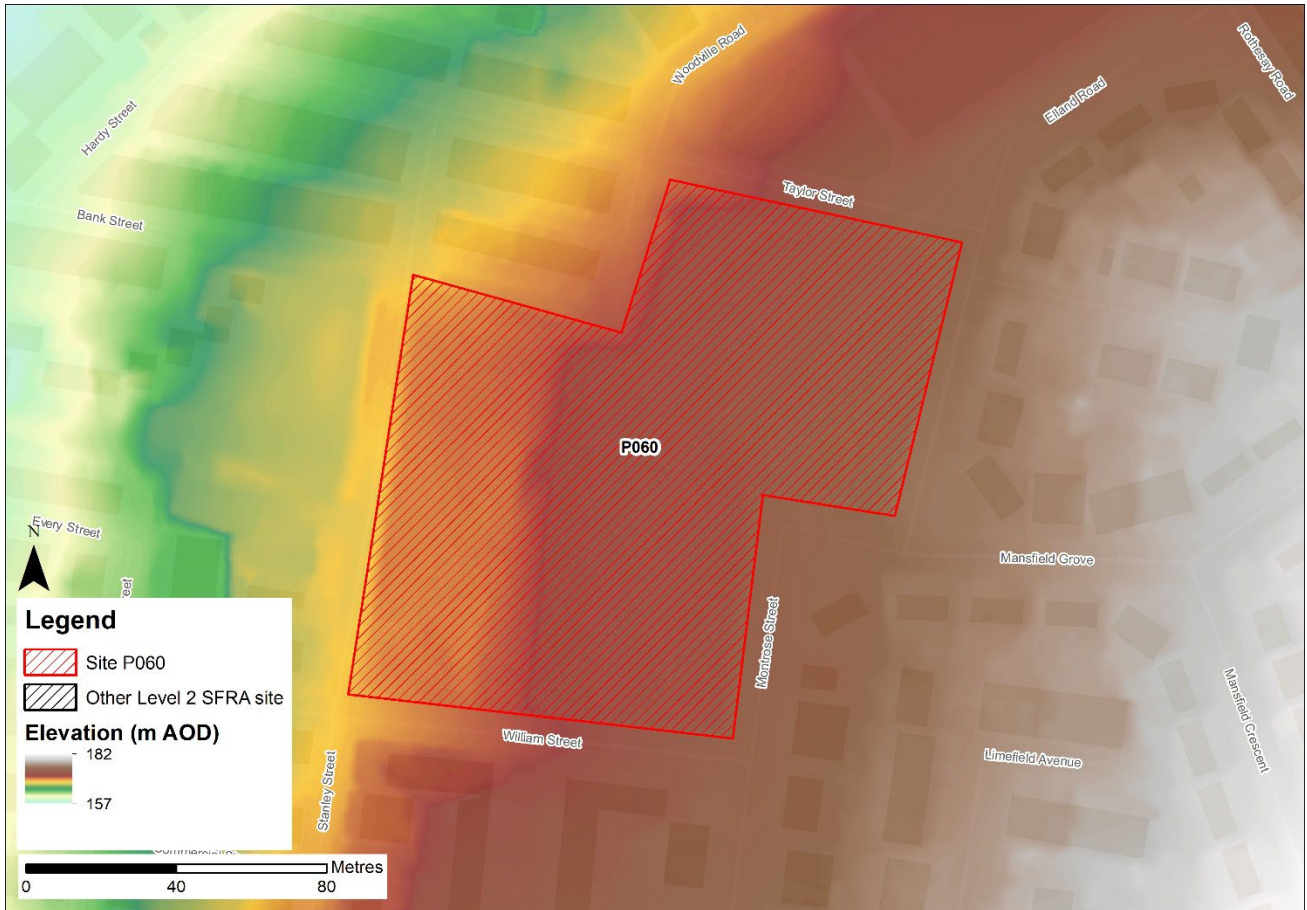 Woodville Road
Rothesay Road
Elland Road
Hardy Street
Taylor Street
Bank Street
P060
Every Street
N
Mansfield Grove
Montrose Street
Mansfield Crescent
William Street
Limefield Avenue
Stanley Street
Legend
Site P060
Other Level 2 SFRA site
Elevation (m AOD)
182
157
Metres
0 40 80